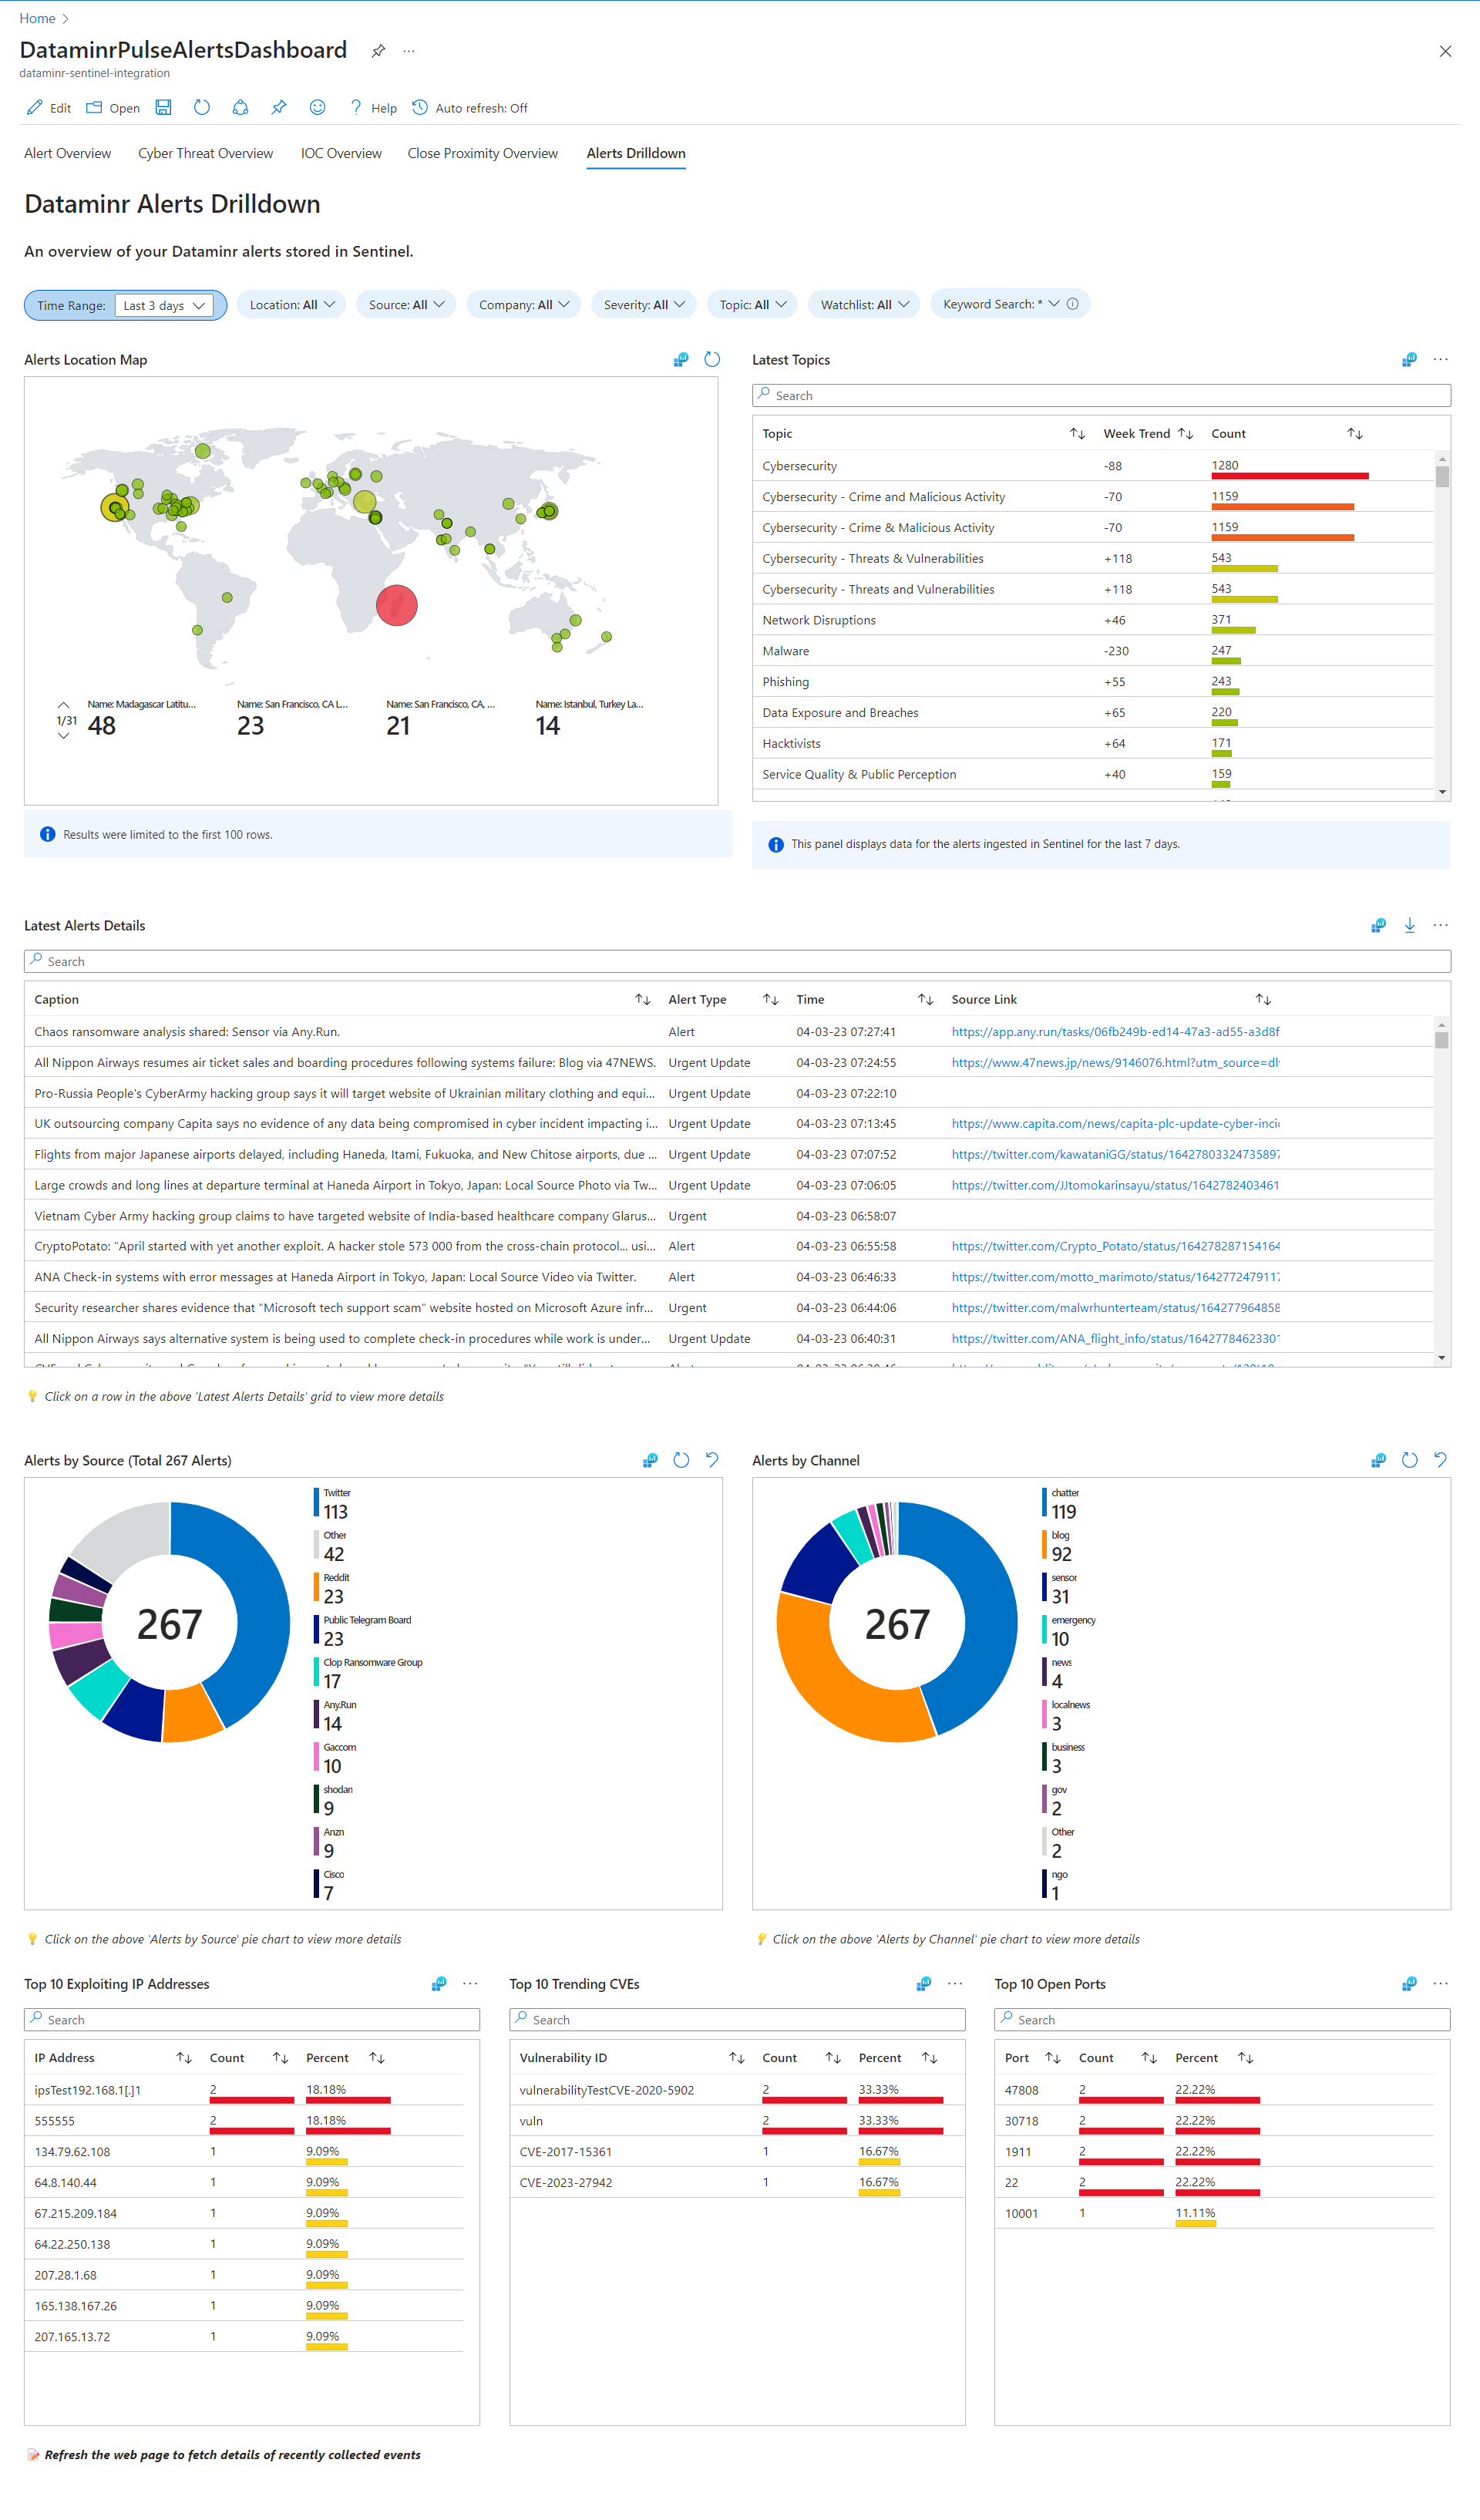 Home
DataminrPulseAlertsDashboard
dataminr-sentinel-integration
Edit Open Help Auto refresh: Off
Alert Overview Cyber Threat Overview IOC Overview Close Proximity Overview Alerts Drilldown
Dataminr Alerts Drilldown
An overview of your Dataminr alerts stored in Sentinel.
Time Range: Last 3 days Location: All Source: All Company: All Severity: All Topic: All Watchlist: All Keyword Search: *
Alerts Location Map
Name: Madagascar Latitu... Name: San Francisco, CA L... Name: San Francisco, CA, ... Name: Istanbul, Turkey La...
1/31 48 23 21 14
Results were limited to the first 100 rows.
Latest Topics
Search
Topic Week Trend Count
Cybersecurity -88 1280
Cybersecurity - Crime and Malicious Activity -70 1159
Cybersecurity - Crime & Malicious Activity -70 1159
Cybersecurity - Threats & Vulnerabilities +118 543
Cybersecurity - Threats and Vulnerabilities +118 543
Network Disruptions +46 371
Malware -230 247
Phishing +55 243
Data Exposure and Breaches +65 220
Hacktivists +64 171
Service Quality & Public Perception +40 159
This panel displays data for the alerts ingested in Sentinel for the last 7 days.
Latest Alerts Details
Search
Caption Alert Type Time Source Link
Chaos ransomware analysis shared: Sensor via Any.Run. Alert 04-03-23 07:27:41 https://app.any.run/tasks/06fb249b-ed14-47a3-ad55-a3d8f
All Nippon Airways resumes air ticket sales and boarding procedures following systems failure: Blog via 47NEWS. Urgent Update 04-03-23 07:24:55 https://www.47news.jp/news/9146076.html?utm_source=dl
Pro-Russia People's CyberArmy hacking group says it will target website of Ukrainian military clothing and equi... Urgent Update 04-03-23 07:22:10
UK outsourcing company Capita says no evidence of any data being compromised in cyber incident impacting i... Urgent Update 04-03-23 07:13:45 https://www.capita.com/news/capita-plc-update-cyber-inci
Flights from major Japanese airports delayed, including Haneda, Itami, Fukuoka, and New Chitose airports, due ... Urgent Update 04-03-23 07:07:52 https://twitter.com/kawataniGG/status/1642780332473589
Large crowds and long lines at departure terminal at Haneda Airport in Tokyo, Japan: Local Source Photo via Tw... Urgent Update 04-03-23 07:06:05 https://twitter.com/JJtomokarinsayu/status/1642782403461
Vietnam Cyber Army hacking group claims to have targeted website of India-based healthcare company Glarus... Urgent 04-03-23 06:58:07
CryptoPotato: "April started with yet another exploit. A hacker stole 573 000 from the cross-chain protocol... usi... Alert 04-03-23 06:55:58 https://twitter.com/Crypto_Potato/status/164278287154164
ANA Check-in systems with error messages at Haneda Airport in Tokyo, Japan: Local Source Video via Twitter. Alert 04-03-23 06:46:33 https://twitter.com/motto_marimoto/status/164277247911
Security researcher shares evidence that "Microsoft tech support scam" website hosted on Microsoft Azure infr... Urgent 04-03-23 06:44:06 https://twitter.com/malwrhunterteam/status/164277964858
All Nippon Airways says alternative system is being used to complete check-in procedures while work is under... Urgent Update 04-03-23 06:40:31 https://twitter.com/ANA_flight_info/status/1642778462330
Click on a row in the above 'Latest Alerts Details' grid to view more details
Alerts by Source (Total 267 Alerts)
267
Twitter
113
Other
42
Reddit
23
Public Telegram Board
23
Clop Ransomware Group
17
Any.Run
14
Gaccom
10
shodan
9
Anzn
9
Cisco
7
Click on the above 'Alerts by Source' pie chart to view more details
Alerts by Channel
267
chatter
119
blog
92
sensor
31
emergency
10
news
4
localnews
3
business
3
gov
2
Other
2
ngo
1
Click on the above 'Alerts by Channel' pie chart to view more details
Top 10 Exploiting IP Addresses
Search
IP Address Count Percent
ipsTest192.168.1[.]1 2 18.18%
555555 2 18.18%
134.79.62.108 1 9.09%
64.8.140.44 1 9.09%
67.215.209.184 1 9.09%
64.22.250.138 1 9.09%
207.28.1.68 1 9.09%
165.138.167.26 1 9.09%
207.165.13.72 1 9.09%
Top 10 Trending CVEs
Search
Vulnerability ID Count Percent
vulnerabilityTestCVE-2020-5902 2 33.33%
vuln 2 33.33%
CVE-2017-15361 1 16.67%
CVE-2023-27942 1 16.67%
Top 10 Open Ports
Search
Port Count Percent
47808 2 22.22%
30718 2 22.22%
1911 2 22.22%
22 2 22.22%
10001 1 11.11%
Refresh the web page to fetch details of recently collected events